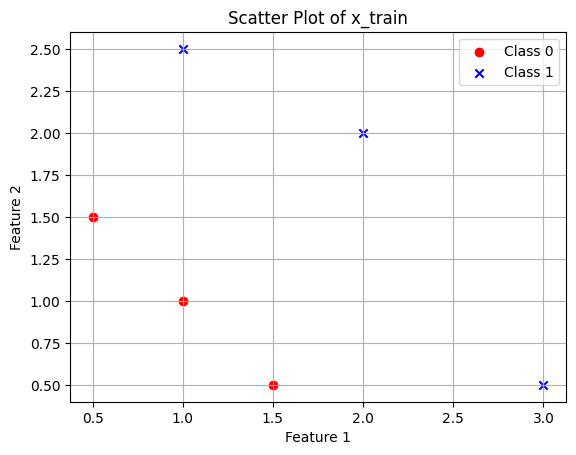 Scatter Plot of x_train
Class 0
Class 1
2.50
2.25
2.00
1.75
1.50
1.25
1.00
0.75
0.50
Feature 2
0.5 1.0 1.5 2.0 2.5 3.0
Feature 1